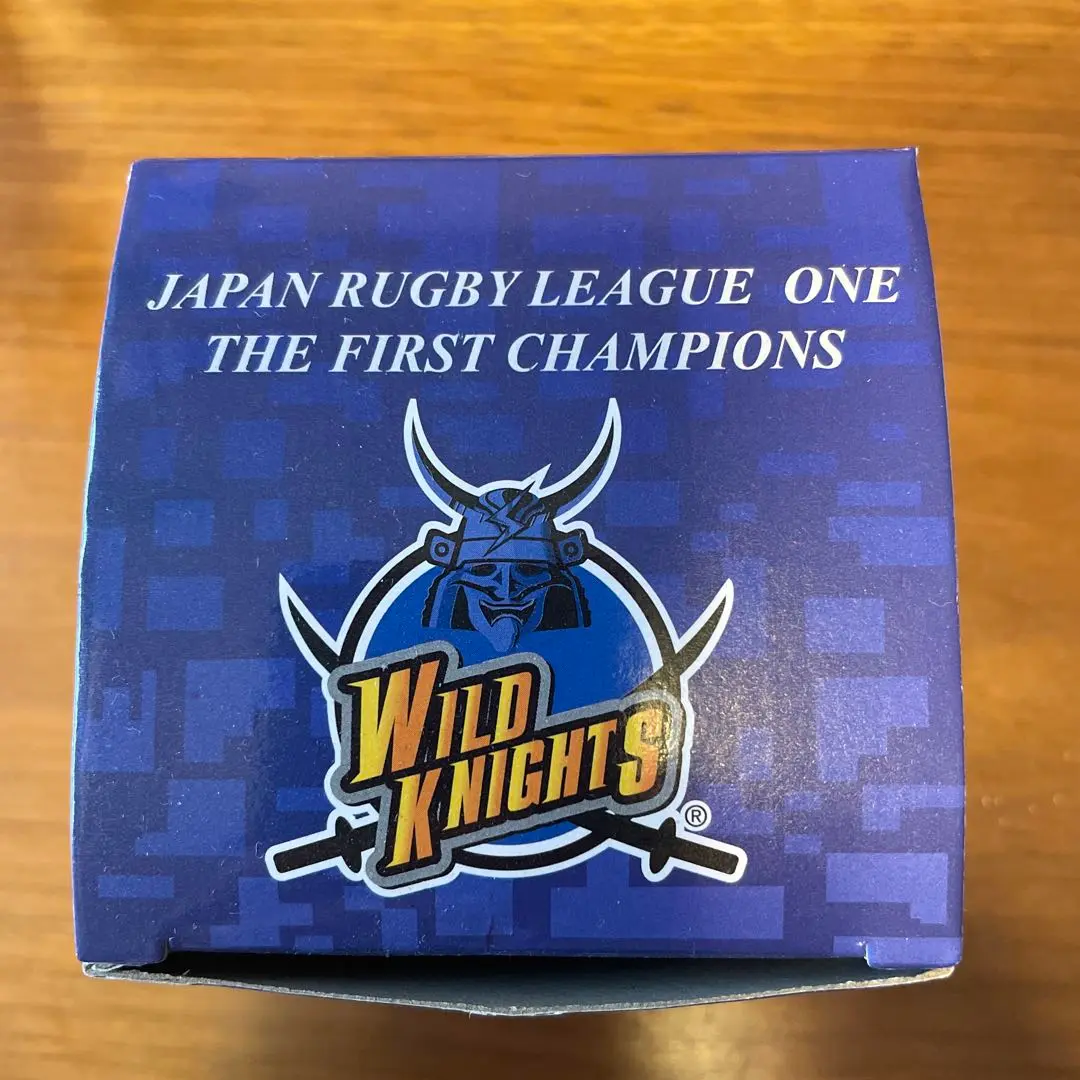 JAPAN RUGBY LEAGUE ONE
THE FIRST CHAMPIONS
WILD
KNIGHTS
®